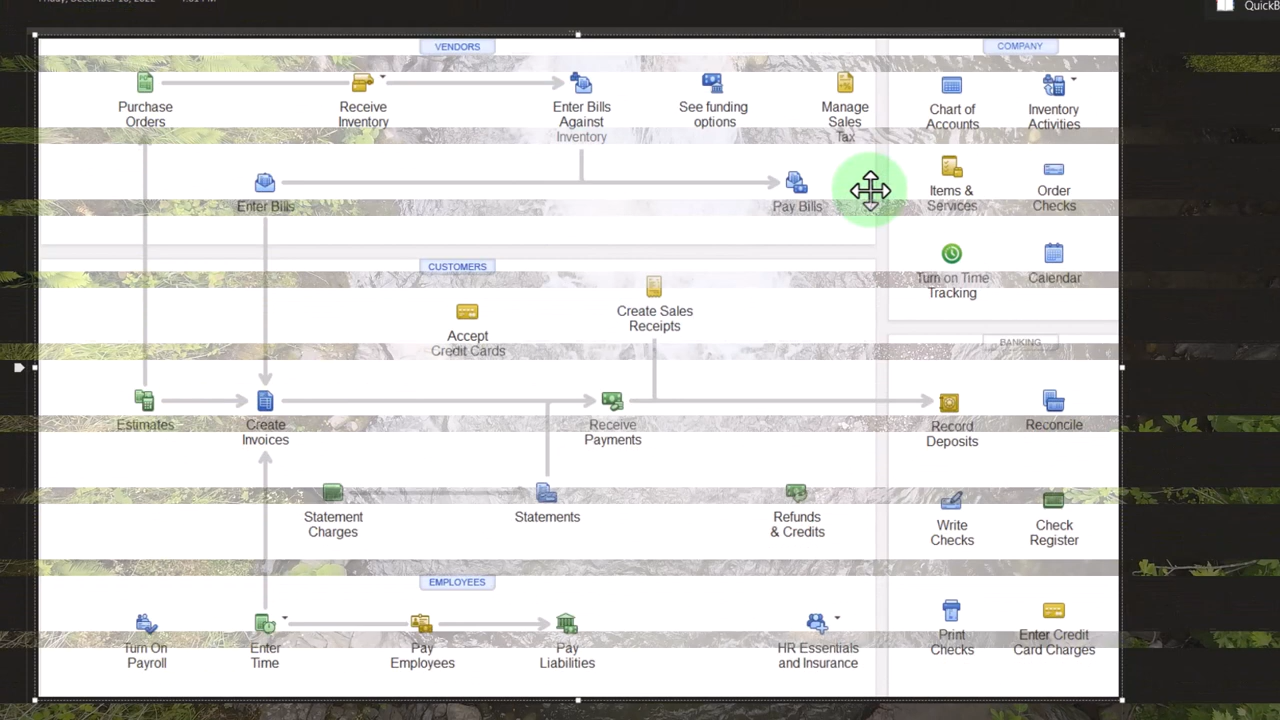 QuickB
VENDORS
COMPANY
Purchase
Orders
Receive
Inventory
Enter Bills
Against
Inventory
See funding
options
Manage
Sales
Tax
Chart of
Accounts
Inventory
Activities
Enter Bills
Pay Bills
Items &
Services
Order
Checks
CUSTOMERS
Turn on Time
Tracking
Calendar
Create Sales
Receipts
Accept
Credit Cards
BANKING
Estimates
Create
Invoices
Receive
Payments
Record
Deposits
Reconcile
Statement
Charges
Statements
Refunds
& Credits
Write
Checks
Check
Register
EMPLOYEES
Turn On
Payroll
Enter
Time
Pay
Employees
Pay
Liabilities
HR Essentials
and Insurance
Print
Checks
Enter Credit
Card Charges